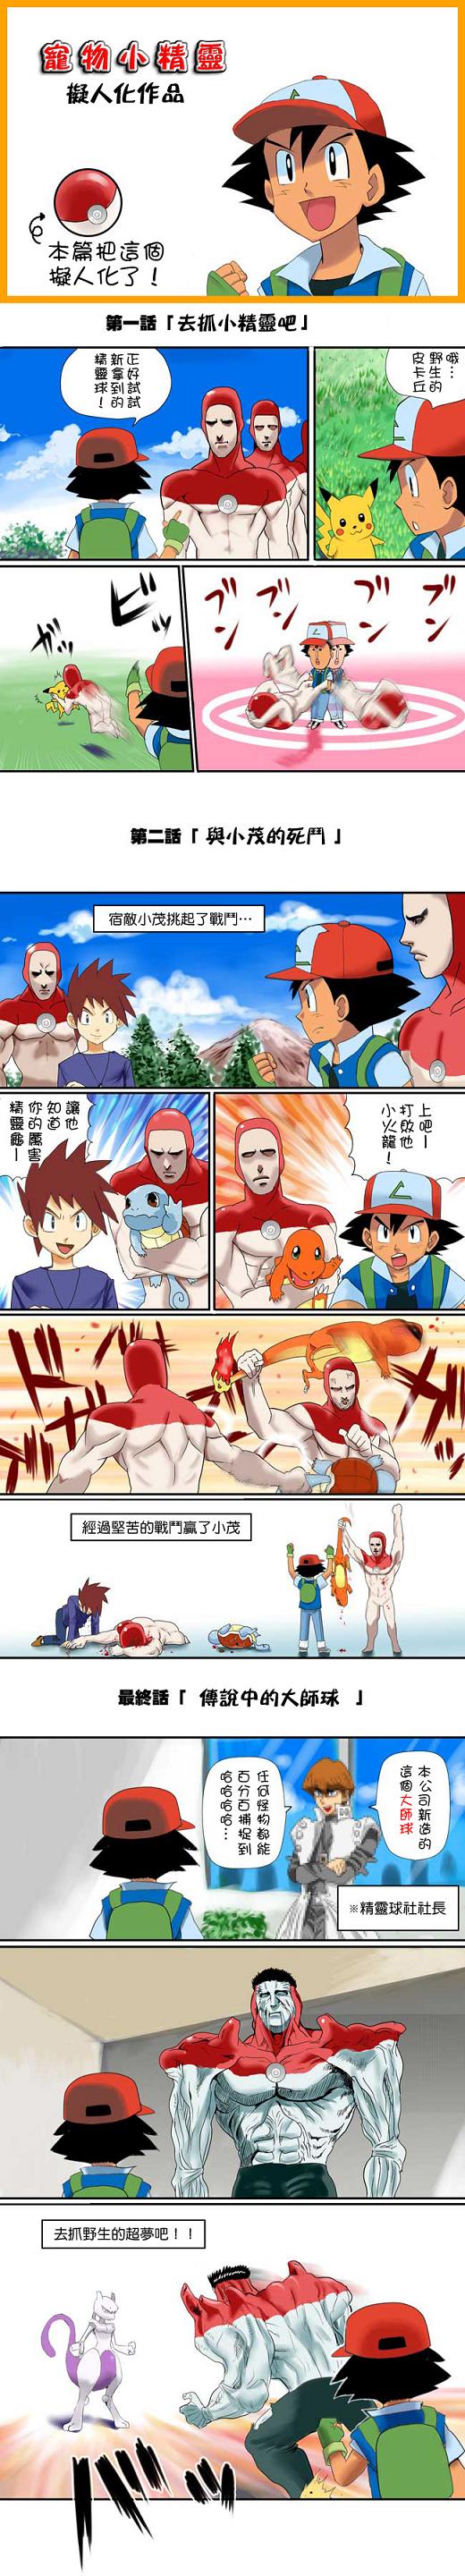 寵物小精靈
擬人化作品
本篇把這個
擬人化了！
第一話「去抓小精靈吧」
哦…
野生的
皮卡丘
正好試試
新拿到的
精靈球！
ブン
ブン
ブン
ブン
ビッ
ガッ
第二話「與小茂的死鬥」
宿敵小茂挑起了戰鬥…
上吧—
打敗他
小火龍！
讓他
知道
你的厲害
精靈龜—
經過堅苦的戰鬥贏了小茂
最終話「傳說中的大師球」
本公司新造的
這個大師球
任何怪物都能
百分百捕捉到
哈哈哈哈…
※精靈球社社長
去抓野生的超夢吧！！